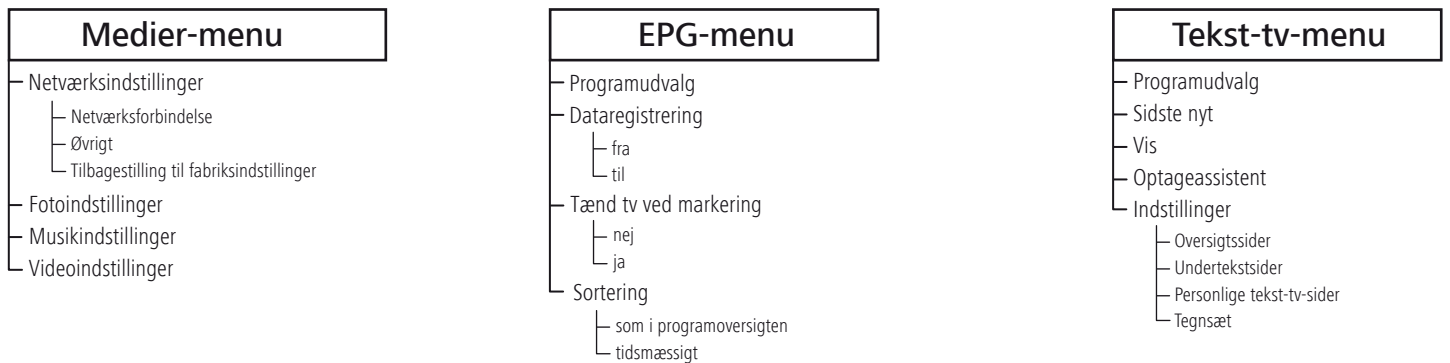 Medier-menu
Netværksindstillinger
Netværksforbindelse
Øvrigt
Tilbagestilling til fabriksindstillinger
Fotoindstillinger
Musikindstillinger
Videoindstillinger
EPG-menu
Programudvalg
Dataregistrering
fra
til
Tænd tv ved markering
nej
ja
Sortering
som i programoversigten
tidsmæssigt
Tekst-tv-menu
Programudvalg
Sidste nyt
Vis
Optageassistent
Indstillinger
Oversigtssider
Undertekstsider
Personlige tekst-tv-sider
Tegnsæt